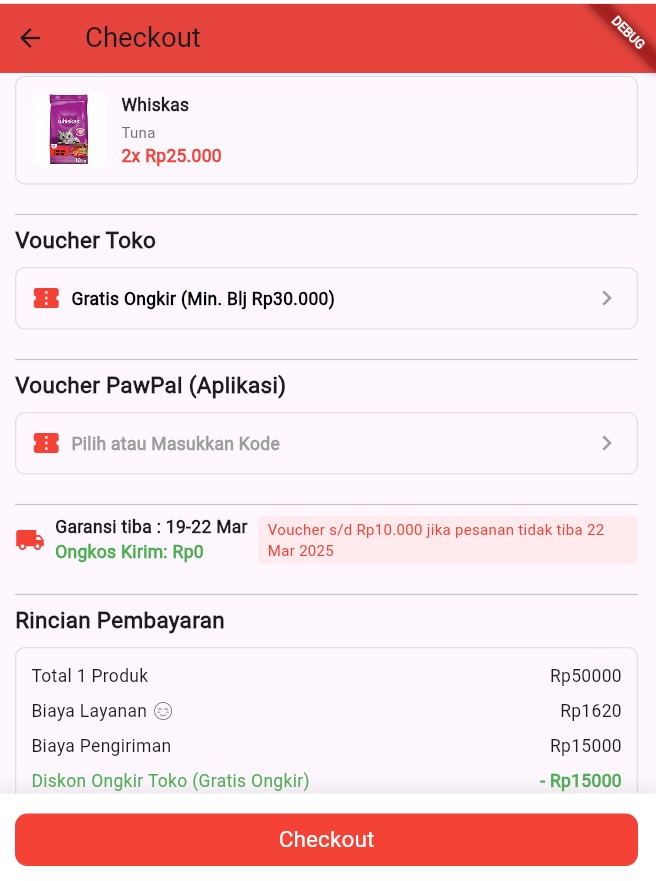 Checkout
DEBUG
whiskas
Whiskas
Tuna
2x Rp25.000
Voucher Toko
Gratis Ongkir (Min. Blj Rp30.000)
Voucher PawPal (Aplikasi)
Pilih atau Masukkan Kode
Garansi tiba : 19-22 Mar
Ongkos Kirim: Rp0
Voucher s/d Rp10.000 jika pesanan tidak tiba 22
Mar 2025
Rincian Pembayaran
Total 1 Produk Rp50000
Biaya Layanan Rp1620
Biaya Pengiriman Rp15000
Diskon Ongkir Toko (Gratis Ongkir) - Rp15000
Checkout